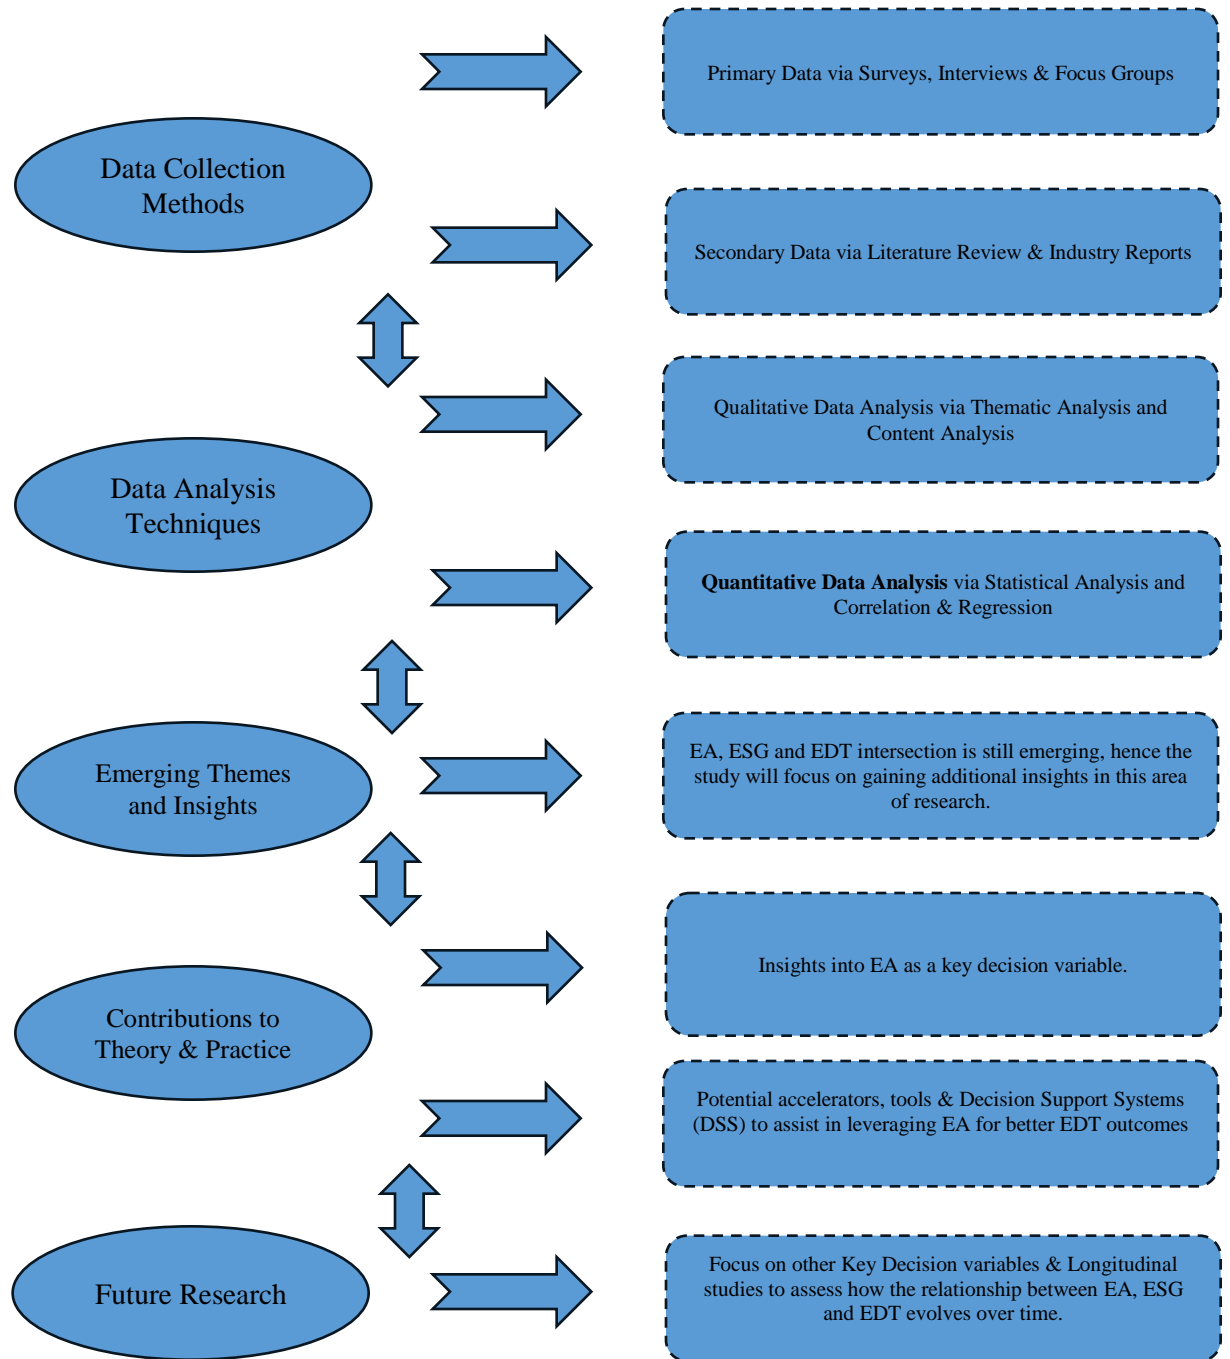 Primary Data via Surveys, Interviews & Focus Groups
Data Collection
Methods
Secondary Data via Literature Review & Industry Reports
Qualitative Data Analysis via Thematic Analysis and
Content Analysis
Data Analysis
Techniques
Quantitative Data Analysis via Statistical Analysis and
Correlation & Regression
Emerging Themes
and Insights
EA, ESG and EDT intersection is still emerging, hence the
study will focus on gaining additional insights in this area
of research.
Insights into EA as a key decision variable.
Contributions to
Theory & Practice
Potential accelerators, tools & Decision Support Systems
(DSS) to assist in leveraging EA for better EDT outcomes
Future Research
Focus on other Key Decision variables & Longitudinal
studies to assess how the relationship between EA, ESG
and EDT evolves over time.